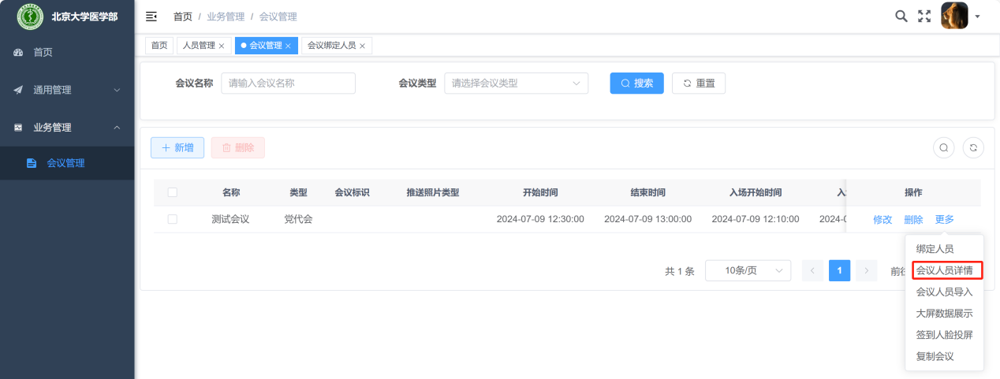 北京大学医学部
首页 / 业务管理 / 会议管理
首页
通用管理
业务管理
会议管理
首页 人员管理 × 会议管理 × 会议绑定人员 ×
会议名称 请输入会议名称 会议类型 请选择会议类型 搜索 重置
+ 新增 删除
名称 类型 会议标识 推送照片类型 开始时间 结束时间 入场开始时间 操作
测试会议 党代会 2024-07-09 12:30:00 2024-07-09 13:00:00 2024-07-09 12:10:00 2024-0 修改 删除 更多
共 1 条 10条/页 < 1 > 前往
绑定人员
会议人员详情
会议人员导入
大屏数据展示
签到人脸投屏
复制会议